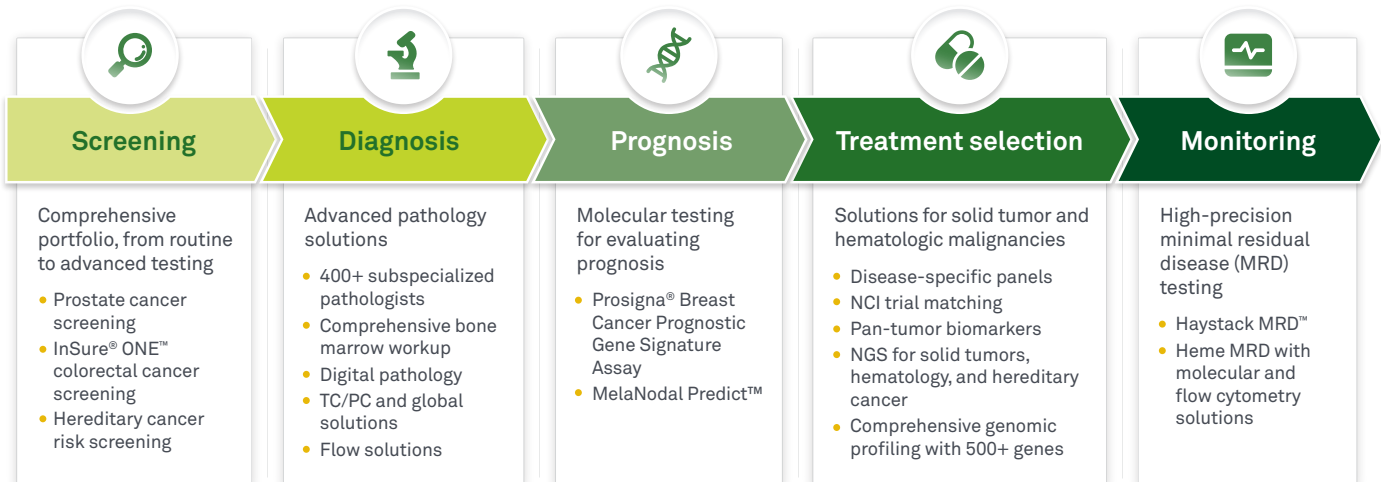 Screening
Diagnosis
Prognosis
Treatment selection
Monitoring
Comprehensive
portfolio, from routine
to advanced testing
• Prostate cancer
screening
• InSure® ONE™
colorectal cancer
screening
• Hereditary cancer
risk screening
Advanced pathology
solutions
• 400+ subspecialized
pathologists
• Comprehensive bone
marrow workup
• Digital pathology
• TC/PC and global
solutions
• Flow solutions
Molecular testing
for evaluating
prognosis
• Prosigna® Breast
Cancer Prognostic
Gene Signature
Assay
• MelaNodal Predict™
Solutions for solid tumor and
hematologic malignancies
• Disease-specific panels
• NCI trial matching
• Pan-tumor biomarkers
• NGS for solid tumors,
hematology, and hereditary
cancer
• Comprehensive genomic
profiling with 500+ genes
High-precision
minimal residual
disease (MRD)
testing
• Haystack MRD™
• Heme MRD with
molecular and
flow cytometry
solutions